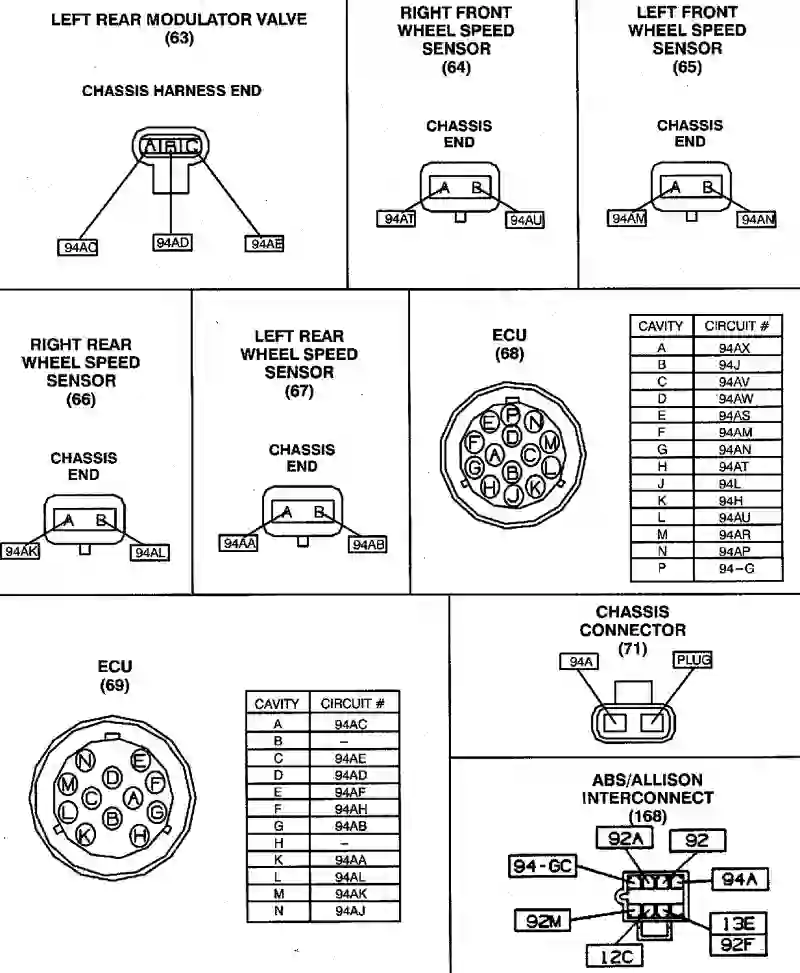 LEFT REAR MODULATOR VALVE
(63)
CHASSIS HARNESS END
A B C
94AC
94AD
94AE
RIGHT FRONT
WHEEL SPEED
SENSOR
(64)
CHASSIS
END
A B
94AT
94AU
LEFT FRONT
WHEEL SPEED
SENSOR
(65)
CHASSIS
END
A B
94AM
94AN
RIGHT REAR
WHEEL SPEED
SENSOR
(66)
CHASSIS
END
A B
94AK
94AL
LEFT REAR
WHEEL SPEED
SENSOR
(67)
CHASSIS
END
A B
94AA
94AB
ECU
(68)
E P N
F D M
A C
G B L
H J K
CAVITY CIRCUIT #
A 94AX
B 94J
C 94AV
D 94AW
E 94AS
F 94AM
G 94AN
H 94AT
J 94L
K 94H
L 94AU
M 94AR
N 94AP
P 94-G
ECU
(69)
N E
M D F
C A
L B G
K H
CAVITY CIRCUIT #
A 94AC
B –
C 94AE
D 94AD
E 94AF
F 94AH
G 94AB
H –
K 94AA
L 94AL
M 94AK
N 94AJ
CHASSIS
CONNECTOR
(71)
94A
PLUG
ABS/ALLISON
INTERCONNECT
(168)
92A
92
94-GC
94A
92M
13E
92F
12C